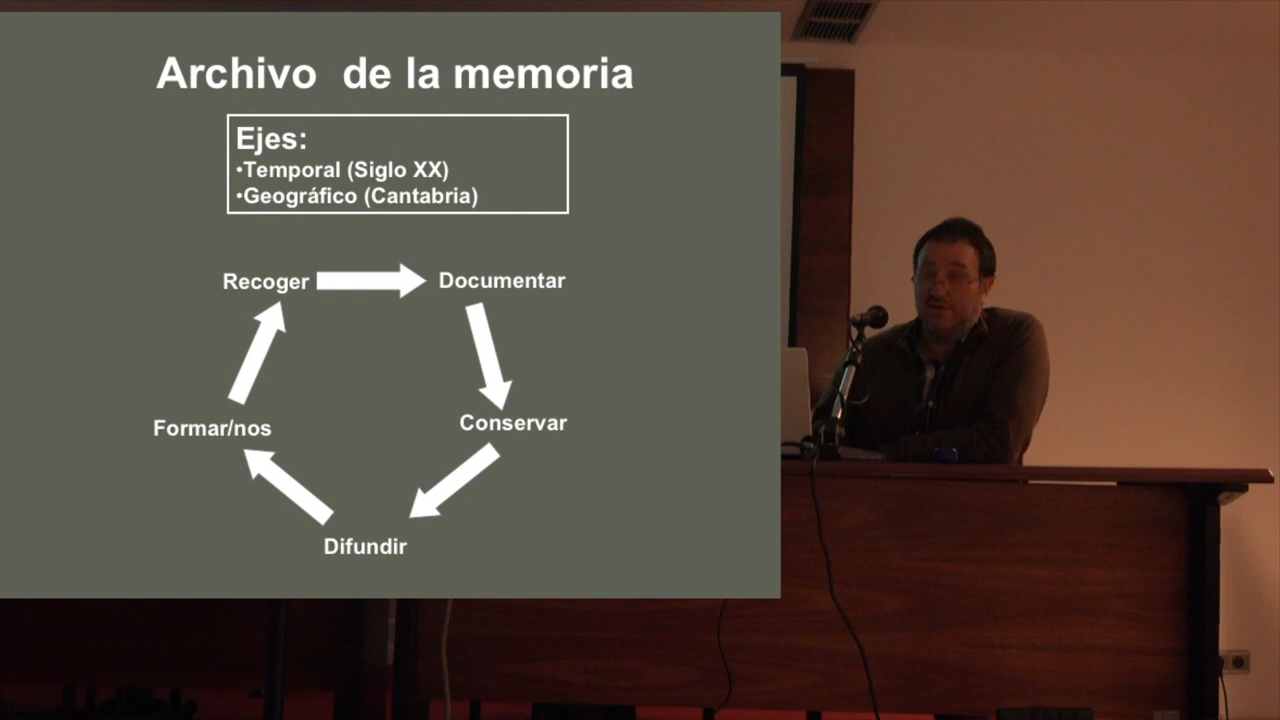 Archivo de la memoria
Ejes:
•Temporal (Siglo XX)
•Geográfico (Cantabria)
Recoger
Documentar
Formar/nos
Conservar
Difundir